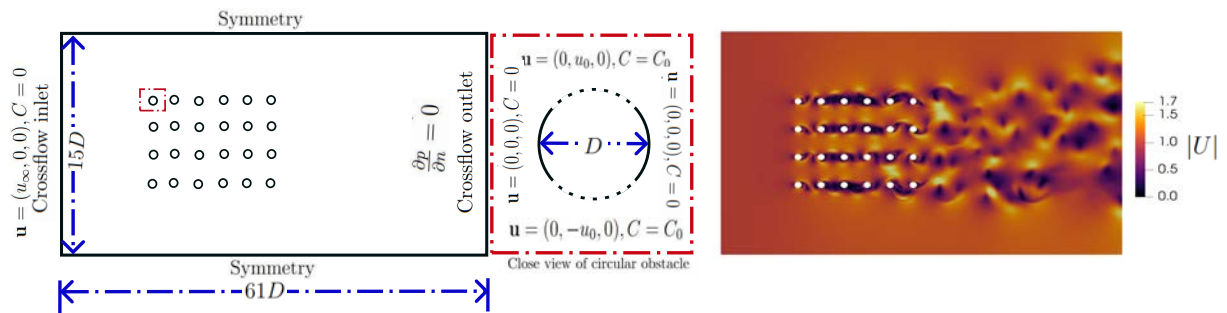 Symmetry
u = (u∞, 0, 0), C = 0
Crossflow inlet
15D
∂p/∂n = 0
Crossflow outlet
Symmetry
61D
u = (0, u₀, 0), C = C₀
u = (0, 0, 0), C = 0
D
u = (0, 0, 0), C = 0
u = (0, −u₀, 0), C = C₀
Close view of circular obstacle
1.7
1.5
1.0
0.5
0.0
|U|